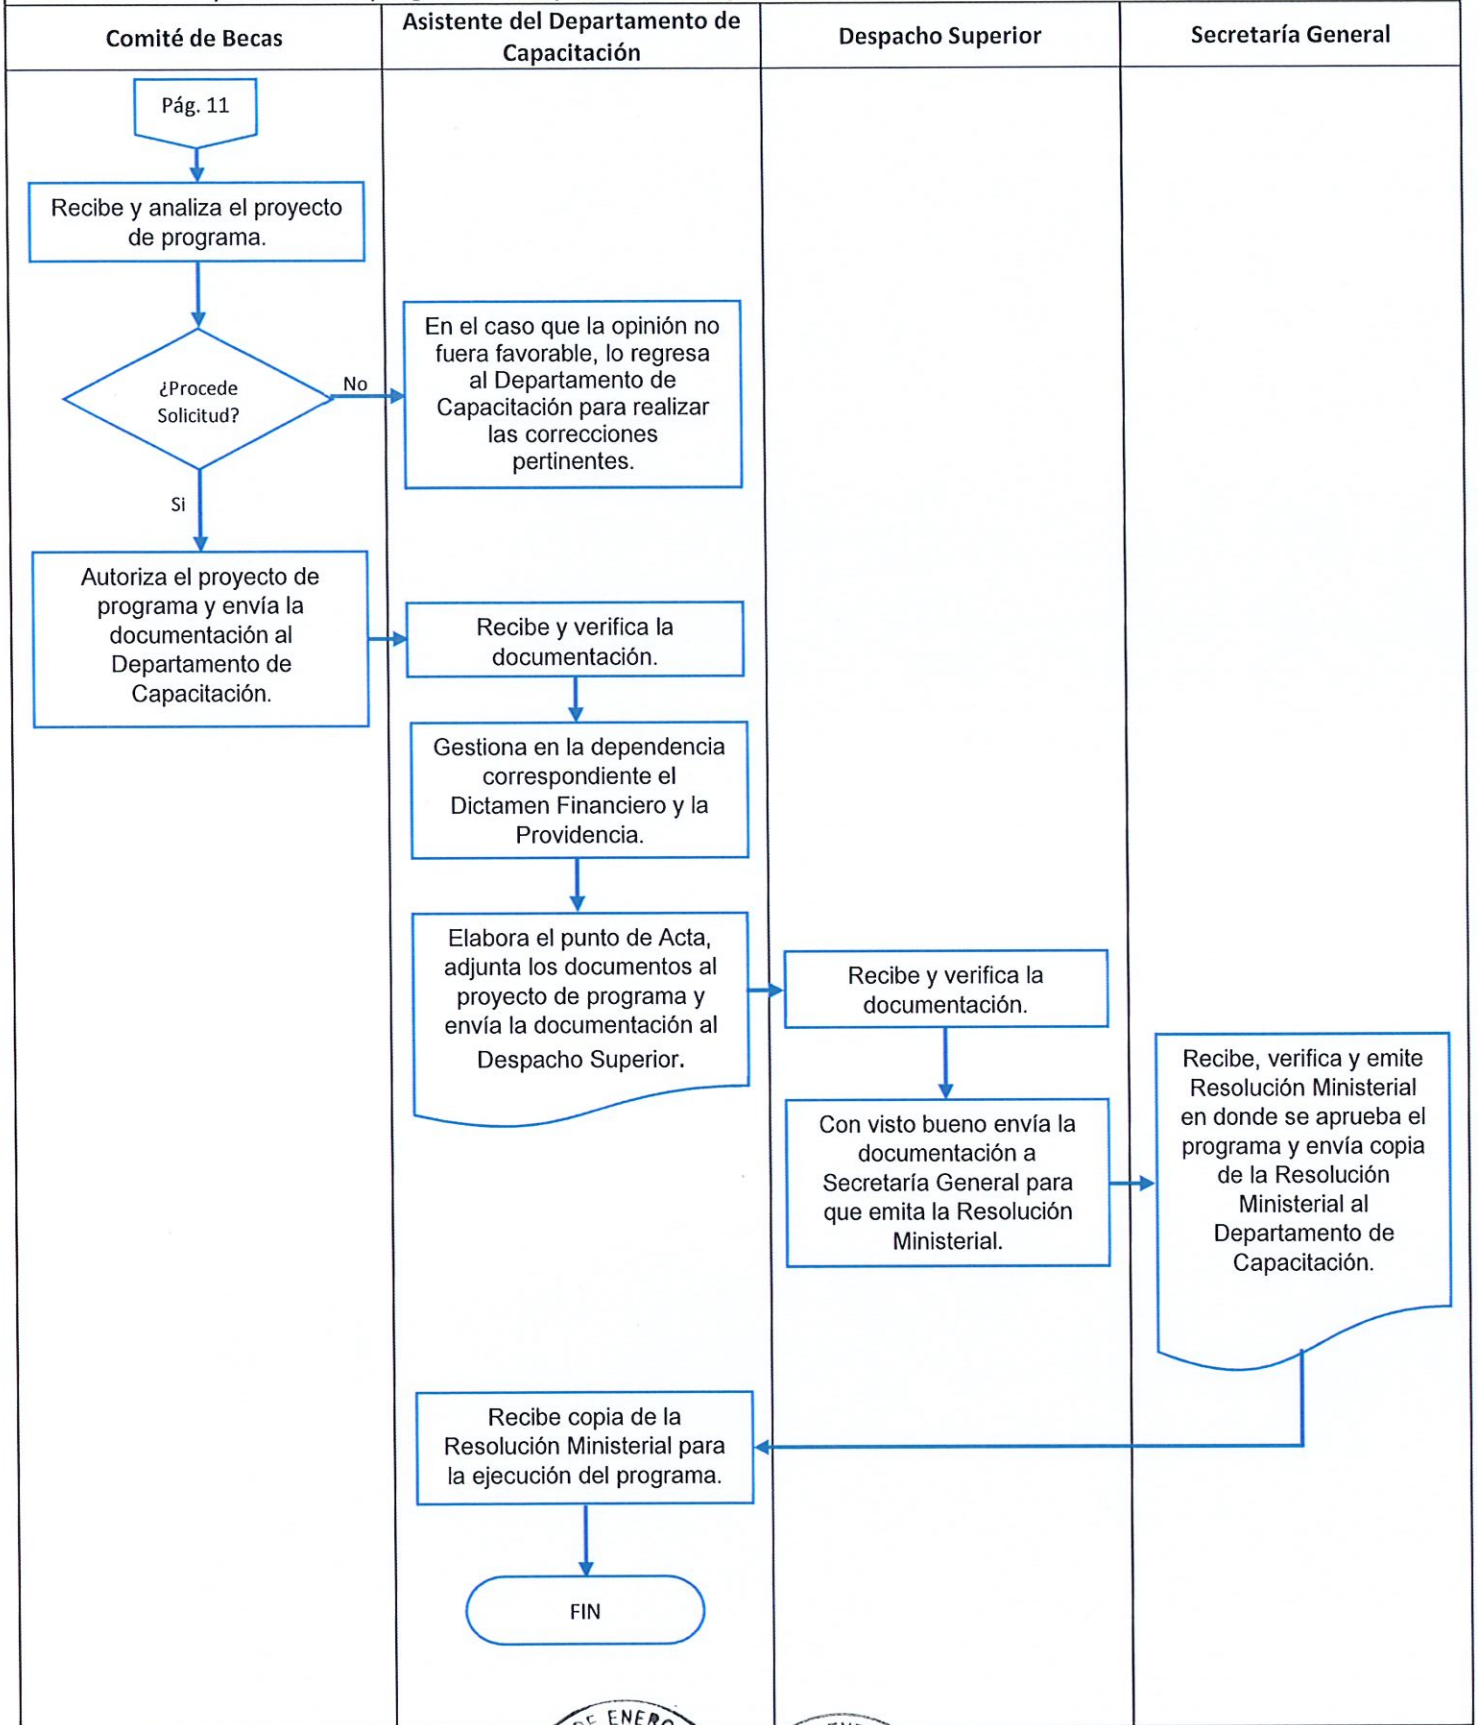 Comité de Becas
Asistente del Departamento de
Capacitación
Despacho Superior
Secretaría General
Pág. 11
Recibe y analiza el proyecto
de programa.
¿Procede
Solicitud?
No
En el caso que la opinión no
fuera favorable, lo regresa
al Departamento de
Capacitación para realizar
las correcciones
pertinentes.
Si
Autoriza el proyecto de
programa y envía la
documentación al
Departamento de
Capacitación.
Recibe y verifica la
documentación.
Gestiona en la dependencia
correspondiente el
Dictamen Financiero y la
Providencia.
Elabora el punto de Acta,
adjunta los documentos al
proyecto de programa y
envía la documentación al
Despacho Superior.
Recibe y verifica la
documentación.
Con visto bueno envía la
documentación a
Secretaría General para
que emita la Resolución
Ministerial.
Recibe, verifica y emite
Resolución Ministerial
en donde se aprueba el
programa y envía copia
de la Resolución
Ministerial al
Departamento de
Capacitación.
Recibe copia de la
Resolución Ministerial para
la ejecución del programa.
FIN